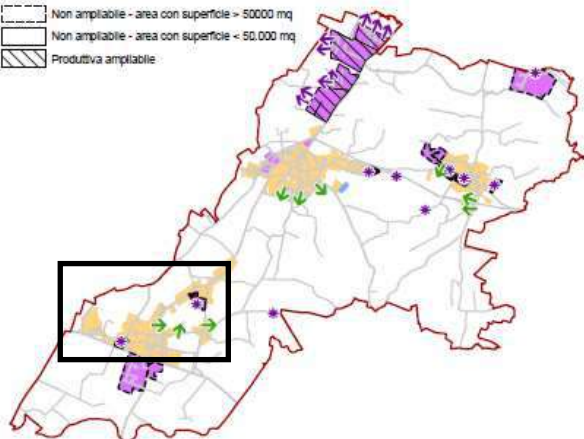 Non ampliabile - area con superficie > 50000 mq
Non ampliabile - area con superficie < 50.000 mq
Produttiva ampliabile